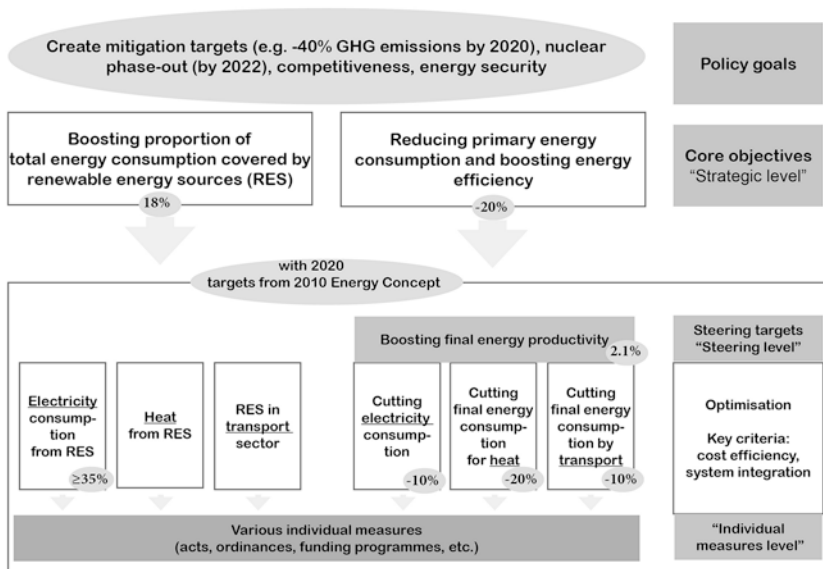 Create mitigation targets (e.g. -40% GHG emissions by 2020), nuclear
phase-out (by 2022), competitiveness, energy security
Policy goals
Boosting proportion of
total energy consumption covered by
renewable energy sources (RES)
18%
Reducing primary energy
consumption and boosting energy
efficiency
-20%
Core objectives
“Strategic level”
with 2020
targets from 2010 Energy Concept
Boosting final energy productivity
2.1%
Steering targets
“Steering level”
Electricity
consump-
tion
from RES
≥35%
Heat
from RES
RES in
transport
sector
Cutting
electricity
consump-
tion
-10%
Cutting
final energy
consump-
tion
for heat
-20%
Cutting
final energy
consump-
tion by
transport
-10%
Optimisation
Key criteria:
cost efficiency,
system integration
Various individual measures
(acts, ordinances, funding programmes, etc.)
“Individual
measures level”